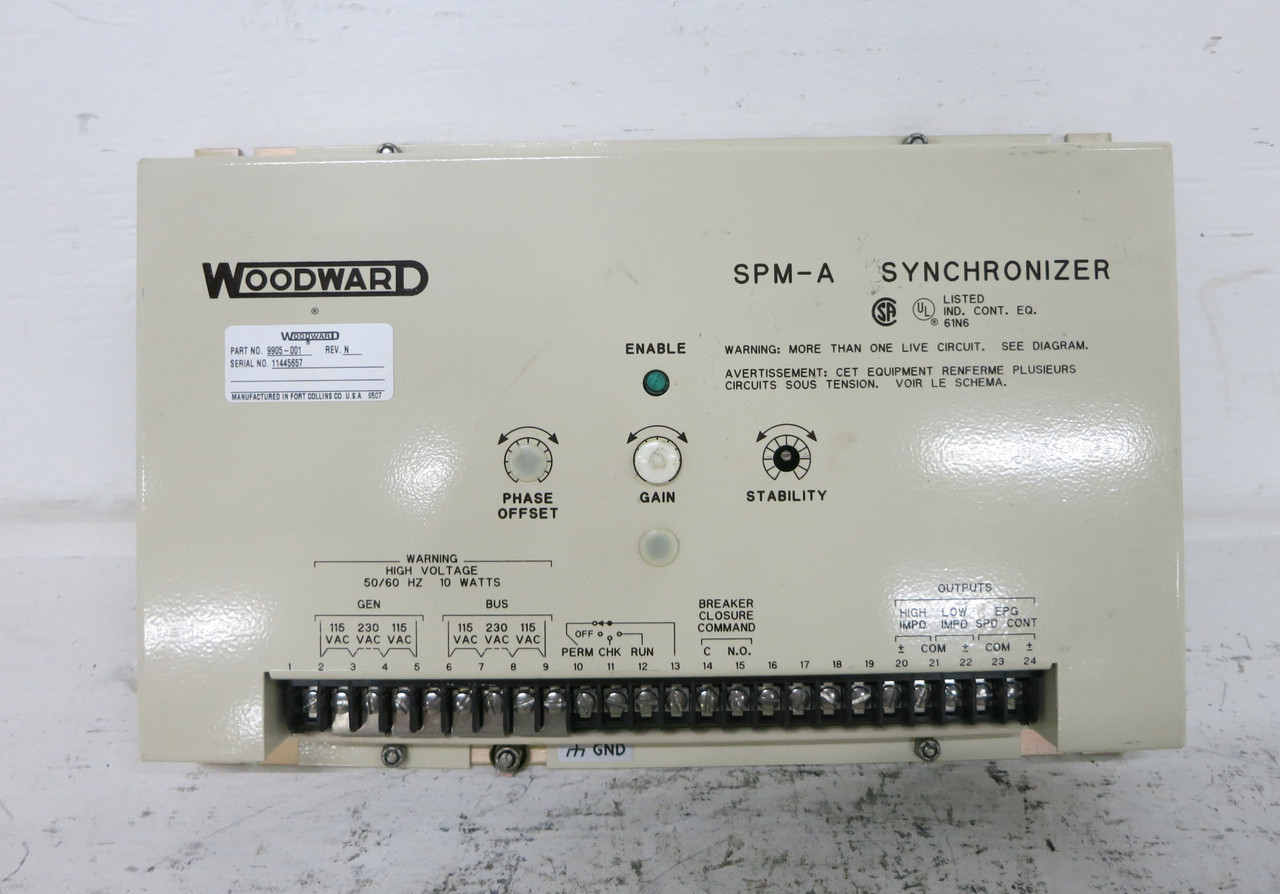 WOODWARD
®
SPM-A SYNCHRONIZER
SA
UL ®
LISTED
IND. CONT. EQ.
61N6
WOODWARD
PART NO. 9905-001 REV. N
SERIAL NO. 11445657
MANUFACTURED IN FORT COLLINS CO. U.S.A. 9507
ENABLE
WARNING: MORE THAN ONE LIVE CIRCUIT. SEE DIAGRAM.
AVERTISSEMENT: CET EQUIPMENT RENFERME PLUSIEURS
CIRCUITS SOUS TENSION. VOIR LE SCHEMA.
PHASE
OFFSET
GAIN
STABILITY
WARNING
HIGH VOLTAGE
50/60 HZ 10 WATTS
GEN
115 230 115
VAC VAC VAC
BUS
115 230 115
VAC VAC VAC
OFF
PERM CHK RUN
BREAKER
CLOSURE
COMMAND
C N.O.
OUTPUTS
HIGH LOW EPG
IMPD IMPD SPD CONT
± COM ± COM ±
1 2 3 4 5 6 7 8 9 10 11 12 13 14 15 16 17 18 19 20 21 22 23 24
GND